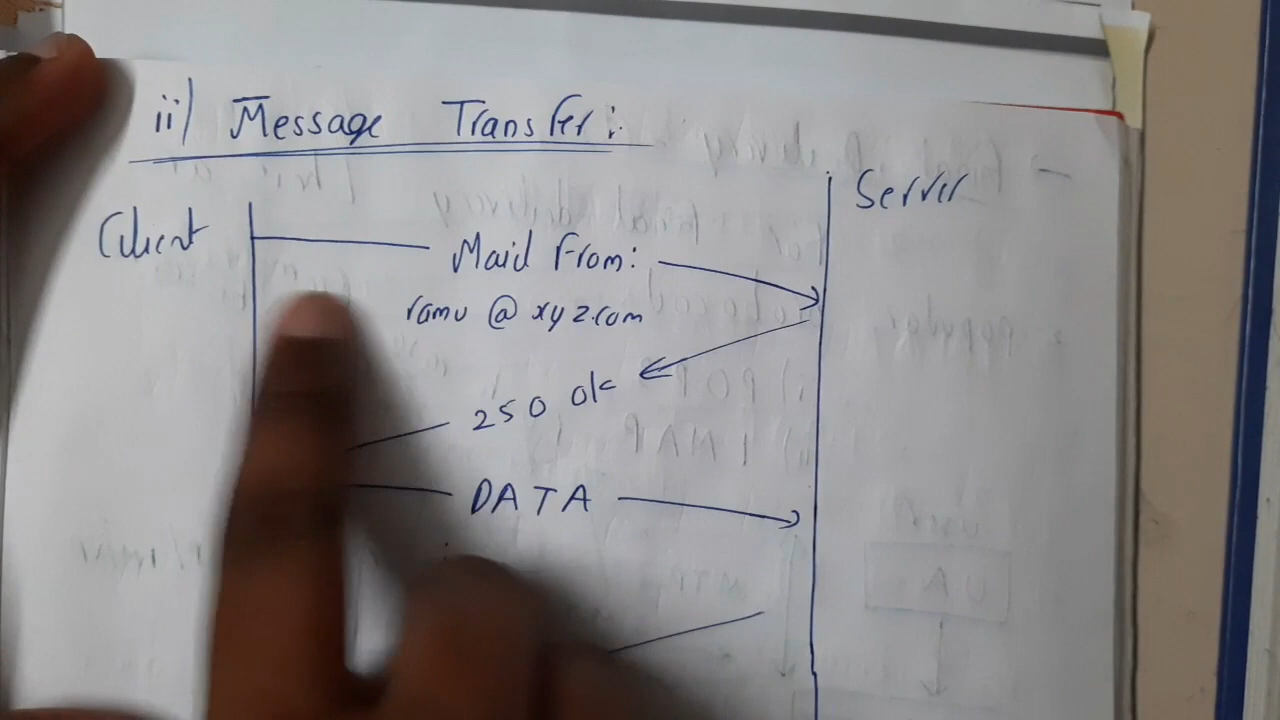 ii) Message Transfer:
Client
Server
Mail From:
ramu @ xyz.com
250 ok
DATA